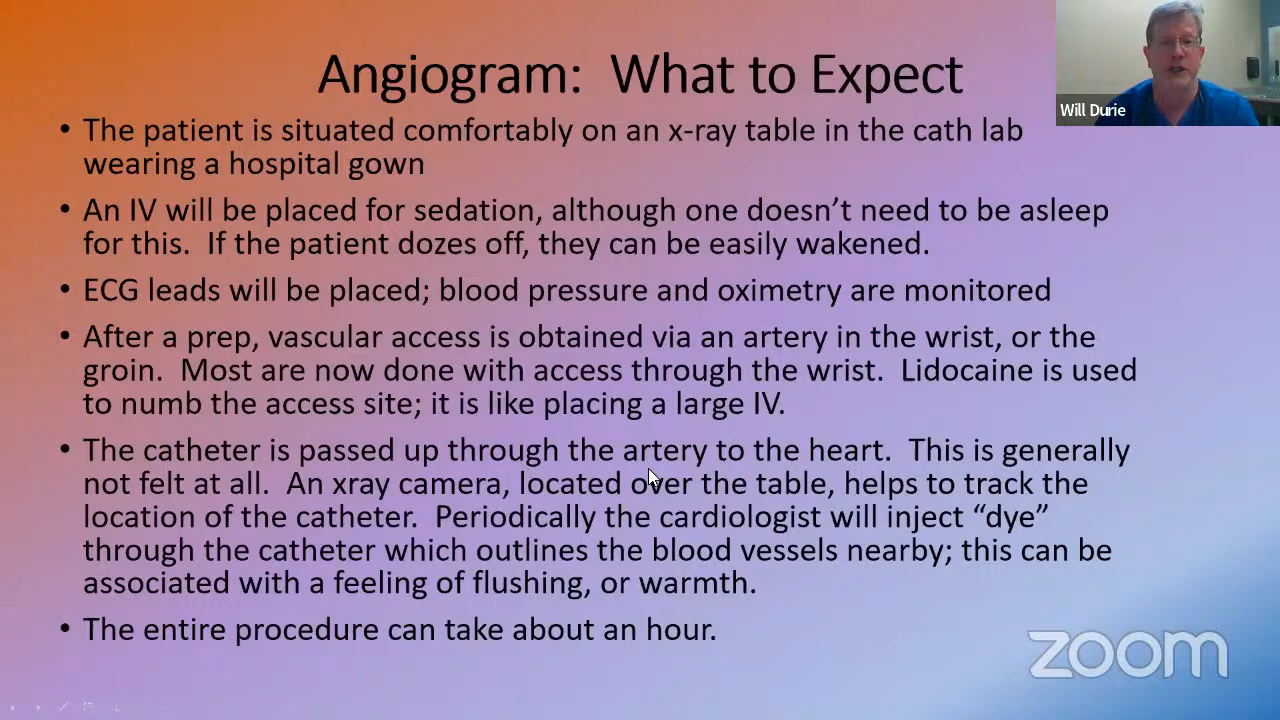 Angiogram:  What to Expect
Will Durie
• The patient is situated comfortably on an x-ray table in the cath lab
wearing a hospital gown
• An IV will be placed for sedation, although one doesn’t need to be asleep
for this.  If the patient dozes off, they can be easily wakened.
• ECG leads will be placed; blood pressure and oximetry are monitored
• After a prep, vascular access is obtained via an artery in the wrist, or the
groin.  Most are now done with access through the wrist.  Lidocaine is used
to numb the access site; it is like placing a large IV.
• The catheter is passed up through the artery to the heart.  This is generally
not felt at all.  An xray camera, located over the table, helps to track the
location of the catheter.  Periodically the cardiologist will inject “dye”
through the catheter which outlines the blood vessels nearby; this can be
associated with a feeling of flushing, or warmth.
• The entire procedure can take about an hour.
zoom